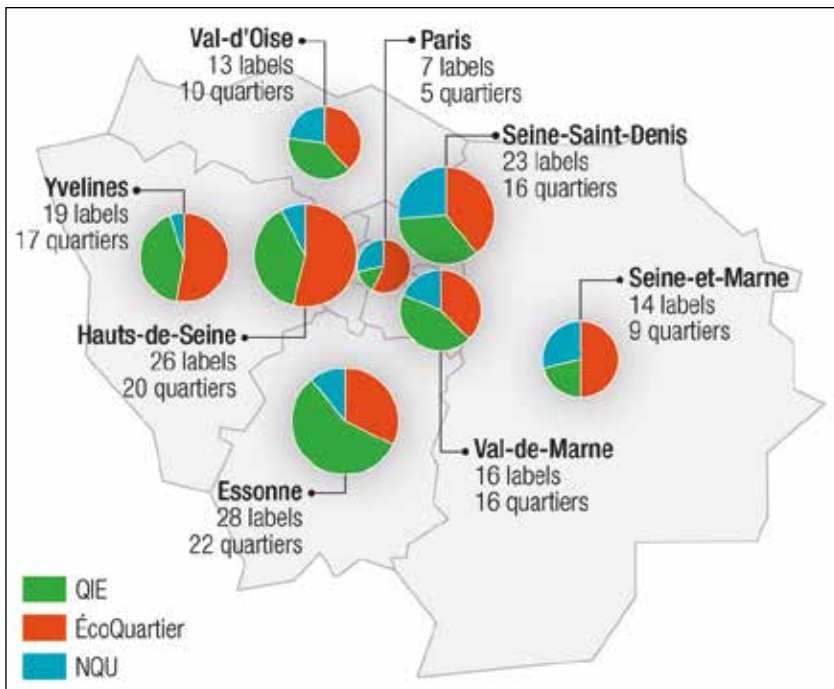 Val-d'Oise
13 labels
10 quartiers
Paris
7 labels
5 quartiers
Seine-Saint-Denis
23 labels
16 quartiers
Yvelines
19 labels
17 quartiers
Hauts-de-Seine
26 labels
20 quartiers
Seine-et-Marne
14 labels
9 quartiers
Val-de-Marne
16 labels
16 quartiers
Essonne
28 labels
22 quartiers
QIE
ÉcoQuartier
NQU